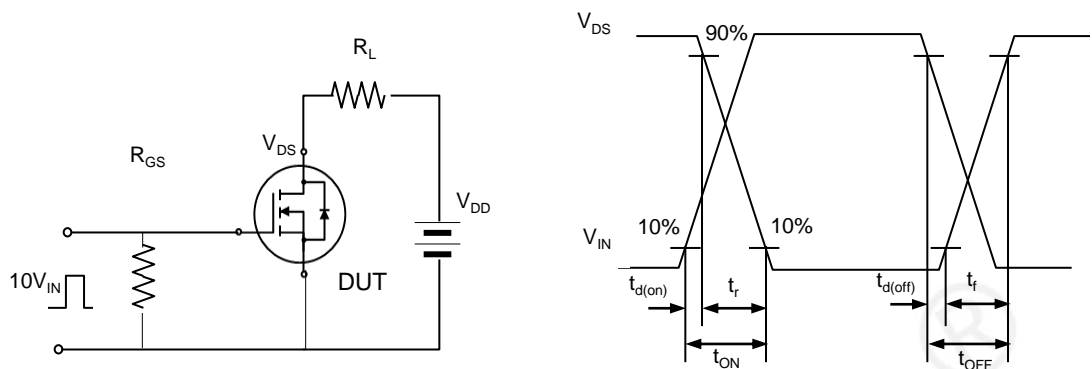 R_L
V_DS
R_GS
V_DD
10V_IN
DUT
V_DS
90%
10%
10%
V_IN
t_d(on)
t_r
t_d(off)
t_f
t_ON
t_OFF
®